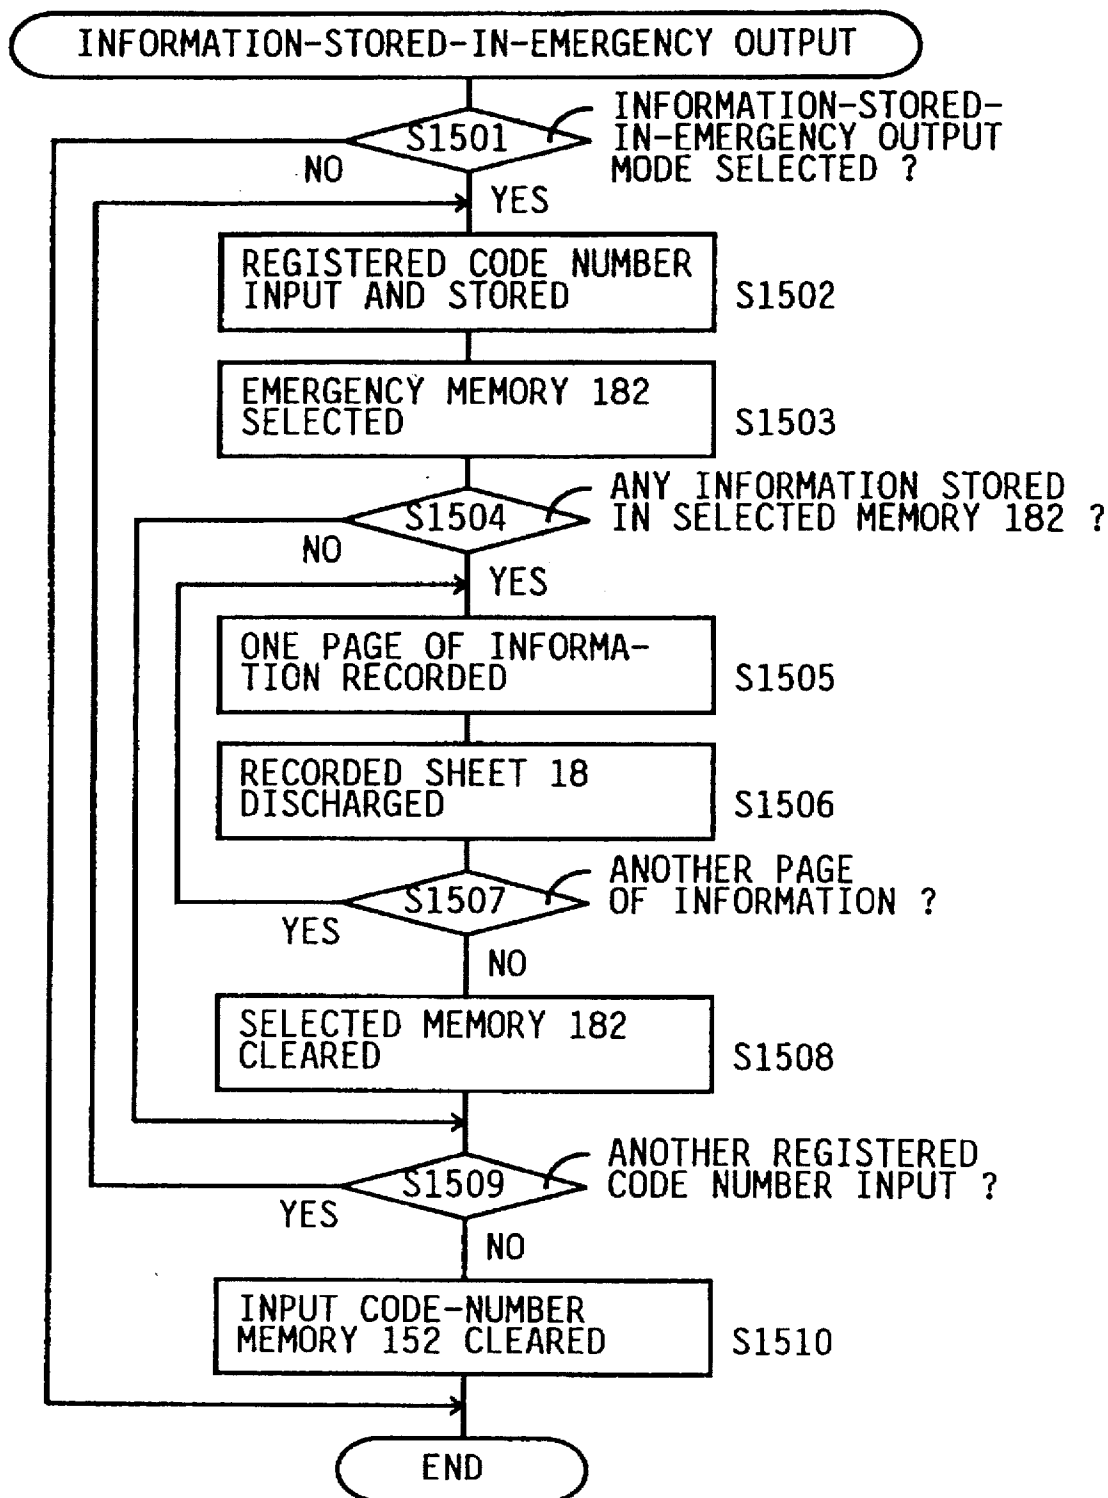 INFORMATION-STORED-IN-EMERGENCY OUTPUT
S1501
INFORMATION-STORED-
IN-EMERGENCY OUTPUT
MODE SELECTED ?
NO
YES
REGISTERED CODE NUMBER
INPUT AND STORED
S1502
EMERGENCY MEMORY 182
SELECTED
S1503
S1504
ANY INFORMATION STORED
IN SELECTED MEMORY 182 ?
NO
YES
ONE PAGE OF INFORMA-
TION RECORDED
S1505
RECORDED SHEET 18
DISCHARGED
S1506
S1507
ANOTHER PAGE
OF INFORMATION ?
YES
NO
SELECTED MEMORY 182
CLEARED
S1508
S1509
ANOTHER REGISTERED
CODE NUMBER INPUT ?
YES
NO
INPUT CODE-NUMBER
MEMORY 152 CLEARED
S1510
END